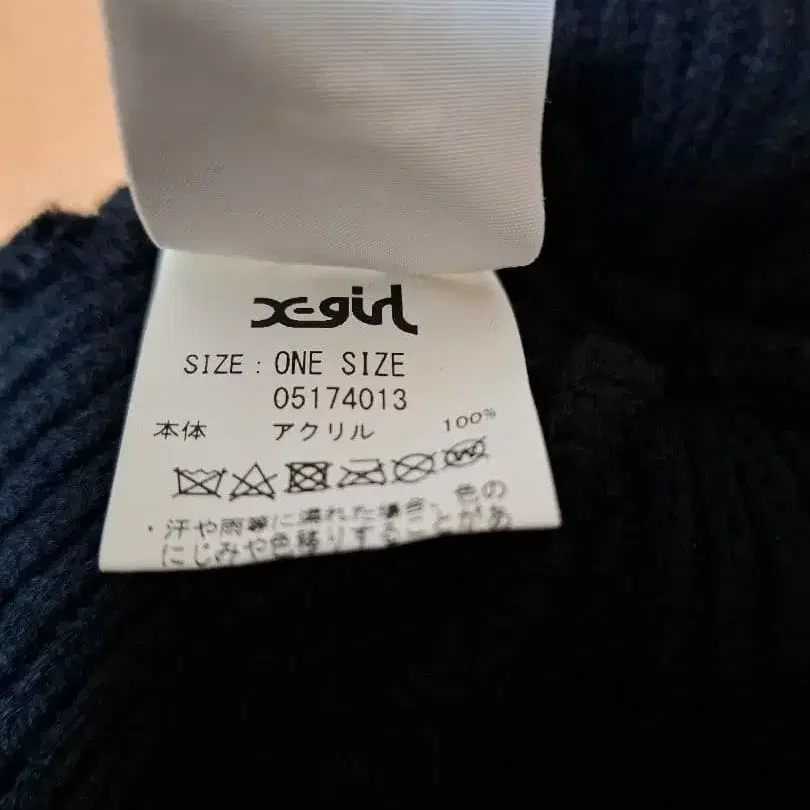 X-girl
SIZE : ONE SIZE
05174013
本体 アクリル 100%
・汗や雨等に濡れた場合、色の
にじみや色移りすることがあ